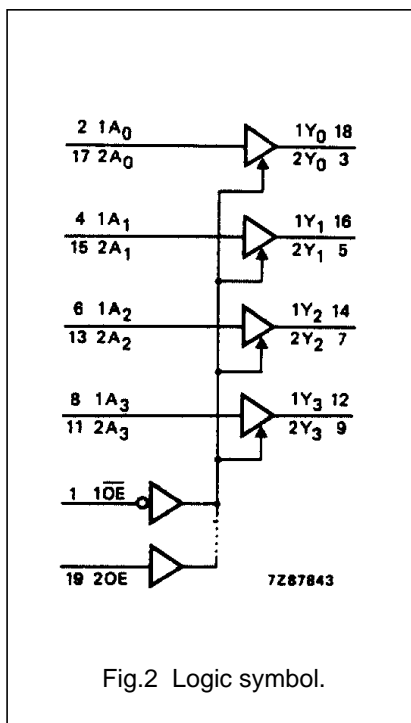 2 1A0 1Y0 18
17 2A0 2Y0 3
4 1A1 1Y1 16
15 2A1 2Y1 5
6 1A2 1Y2 14
13 2A2 2Y2 7
8 1A3 1Y3 12
11 2A3 2Y3 9
1 1O̅E̅
19 2OE 7Z87843
Fig.2 Logic symbol.